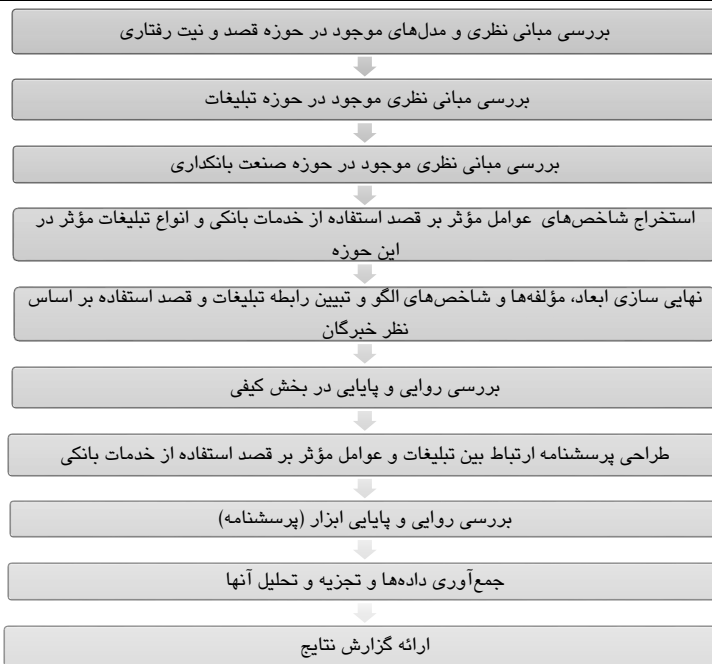 بررسی مبانی نظری و مدل‌های موجود در حوزه قصد و نیت رفتاری
بررسی مبانی نظری موجود در حوزه تبلیغات
بررسی مبانی نظری موجود در حوزه صنعت بانکداری
استخراج شاخص‌های عوامل مؤثر بر قصد استفاده از خدمات بانکی و انواع تبلیغات مؤثر در
این حوزه
نهایی سازی ابعاد، مؤلفه‌ها و شاخص‌های الگو و تبیین رابطه تبلیغات و قصد استفاده بر اساس
نظر خبرگان
بررسی روایی و پایایی در بخش کیفی
طراحی پرسشنامه ارتباط بین تبلیغات و عوامل مؤثر بر قصد استفاده از خدمات بانکی
بررسی روایی و پایایی ابزار (پرسشنامه)
جمع‌آوری داده‌ها و تجزیه و تحلیل آنها
ارائه گزارش نتایج